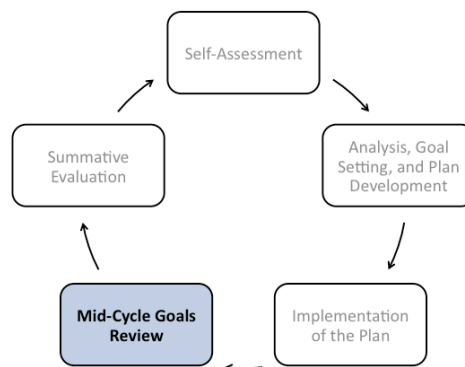 Self-Assessment
Analysis, Goal
Setting, and Plan
Development
Implementation
of the Plan
Mid-Cycle Goals
Review
Summative
Evaluation